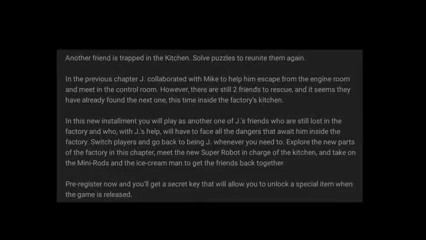 Another friend is trapped in the Kitchen. Solve puzzles to reunite them again.
In the previous chapter J. collaborated with Mike to help him escape from the engine room
and meet in the control room. However, there are still 2 friends to rescue, and it seems they
have already found the next one, this time inside the factory's kitchen.
In this new installment you will play as another one of J.'s friends who are still lost in the
factory and who, with J.'s help, will have to face all the dangers that await him inside the
factory. Switch players and go back to being J. whenever you need to. Explore the new parts
of the factory in this chapter, meet the new Super Robot in charge of the kitchen, and take on
the Mini-Rods and the ice-cream man to get the friends back together.
Pre-register now and you'll get a secret key that will allow you to unlock a special item when
the game is released.